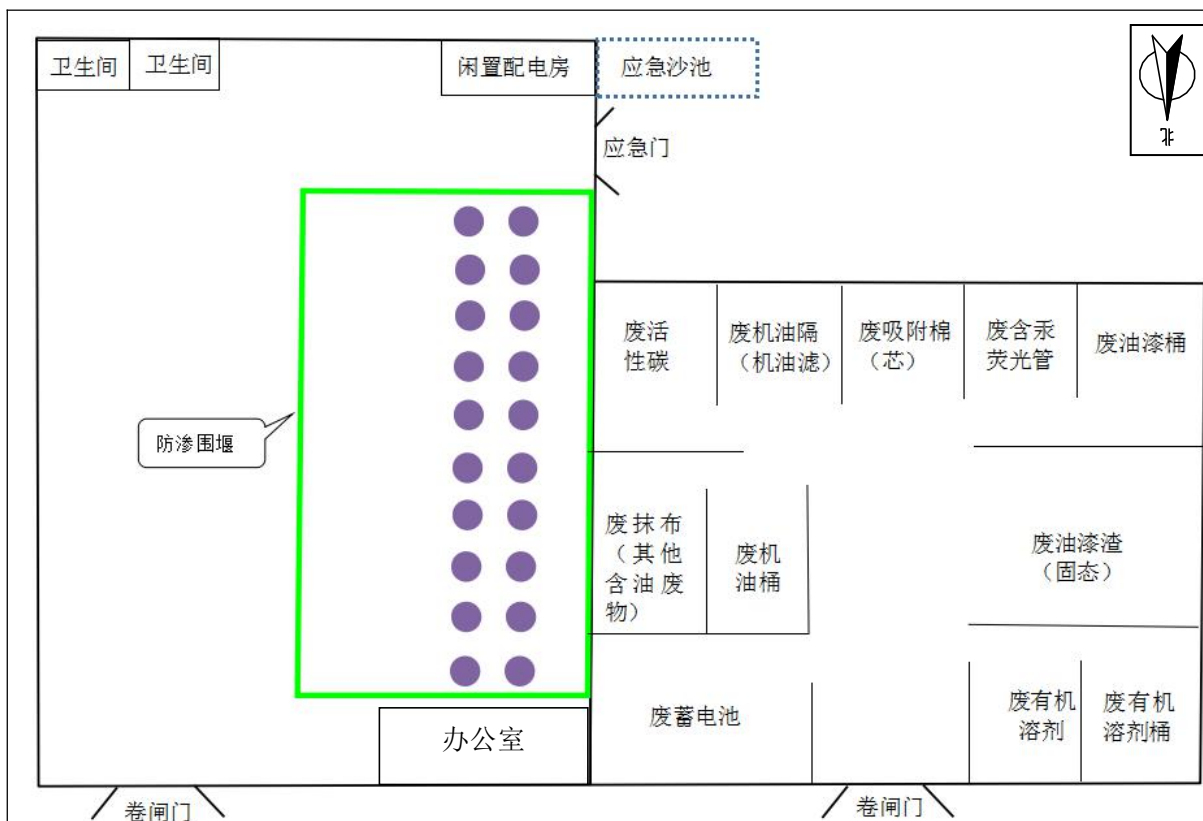 卫生间
卫生间
闲置配电房
应急沙池
北
应急门
废活
性碳
废机油隔
（机油滤）
废吸附棉
（芯）
废含汞
荧光管
废油漆桶
防渗围堰
废抹布
（其他
含油废
物）
废机
油桶
废油漆渣
（固态）
废蓄电池
废有机
溶剂
废有机
溶剂桶
办公室
卷闸门
卷闸门